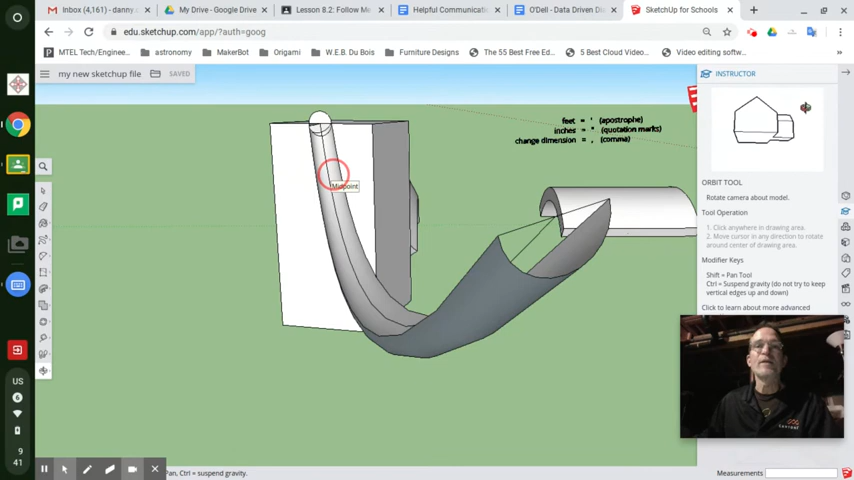 Inbox (4,161) - danny.
My Drive - Google Drive
Lesson 8.2: Follow Me
Helpful Communication
O'Dell - Data Driven Dis
SketchUp for Schools
edu.sketchup.com/app/?auth=goog
MTEL Tech/Engine...
astronomy
MakerBot
Origami
W.E.B. Du Bois
Furniture Designs
The 55 Best Free Ed...
5 Best Cloud Video...
Video editing softw...
my new sketchup file
SAVED
INSTRUCTOR
feet = ' (apostrophe)
inches = " (quotation marks)
change dimension = , (comma)
Midpoint
ORBIT TOOL
Rotate camera about model.
Tool Operation
1. Click anywhere in drawing area.
2. Move cursor in any direction to rotate
around center of drawing area.
Modifier Keys
Shift = Pan Tool
Ctrl = Suspend gravity (do not try to keep
vertical edges up and down)
Click to learn about more advanced
US
6
9
41
Pan, Ctrl = suspend gravity.
Measurements